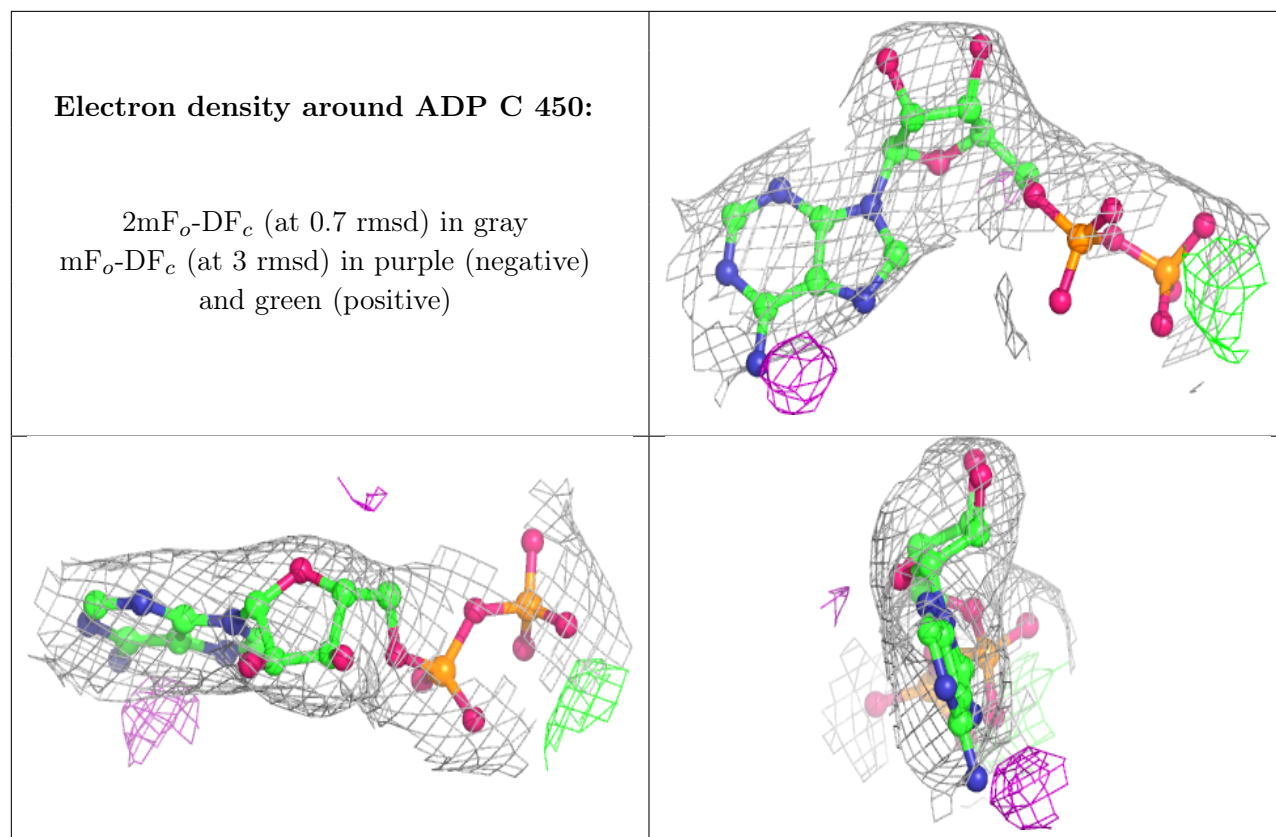 Electron density around ADP C 450:
2mFₒ-DF𝑐 (at 0.7 rmsd) in gray
mFₒ-DF𝑐 (at 3 rmsd) in purple (negative)
and green (positive)